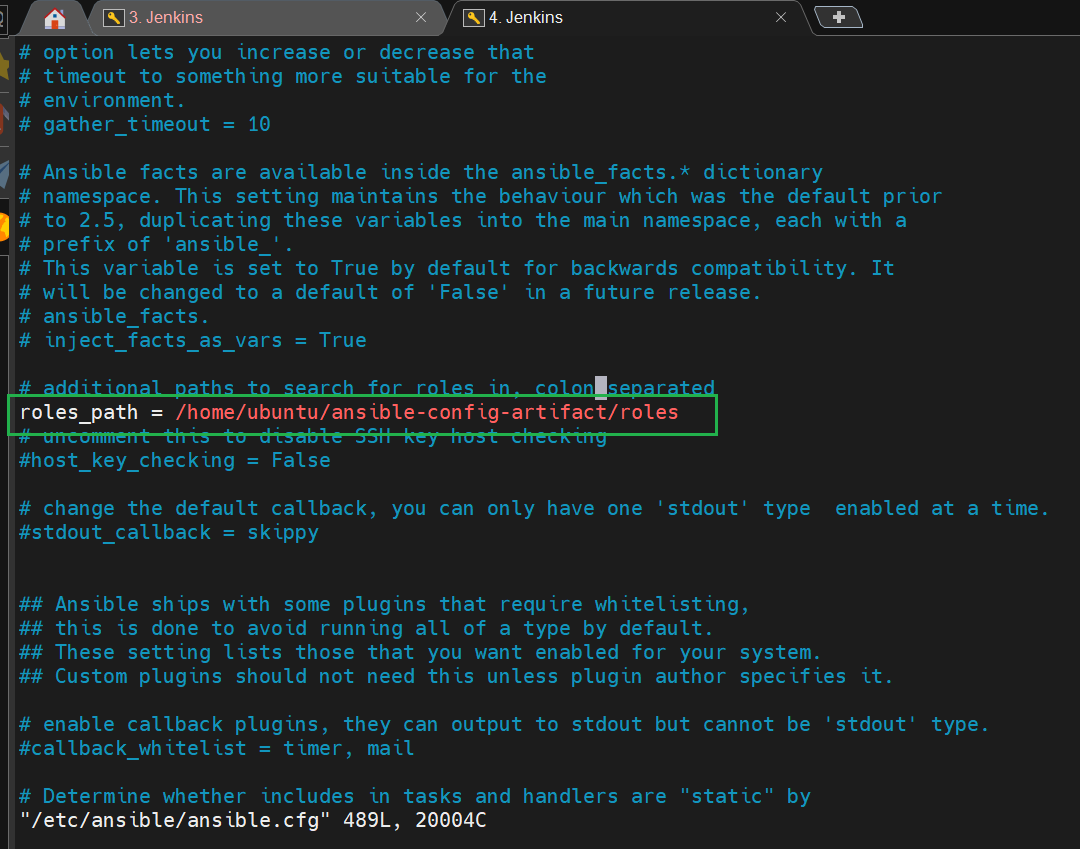 3. Jenkins
4. Jenkins
# option lets you increase or decrease that
# timeout to something more suitable for the
# environment.
# gather_timeout = 10
# Ansible facts are available inside the ansible_facts.* dictionary
# namespace. This setting maintains the behaviour which was the default prior
# to 2.5, duplicating these variables into the main namespace, each with a
# prefix of 'ansible_'.
# This variable is set to True by default for backwards compatibility. It
# will be changed to a default of 'False' in a future release.
# ansible_facts.
# inject_facts_as_vars = True
# additional paths to search for roles in, colon separated
roles_path = /home/ubuntu/ansible-config-artifact/roles
# uncomment this to disable SSH key host checking
#host_key_checking = False
# change the default callback, you can only have one 'stdout' type  enabled at a time.
#stdout_callback = skippy
## Ansible ships with some plugins that require whitelisting,
## this is done to avoid running all of a type by default.
## These setting lists those that you want enabled for your system.
## Custom plugins should not need this unless plugin author specifies it.
# enable callback plugins, they can output to stdout but cannot be 'stdout' type.
#callback_whitelist = timer, mail
# Determine whether includes in tasks and handlers are "static" by
"/etc/ansible/ansible.cfg" 489L, 20004C